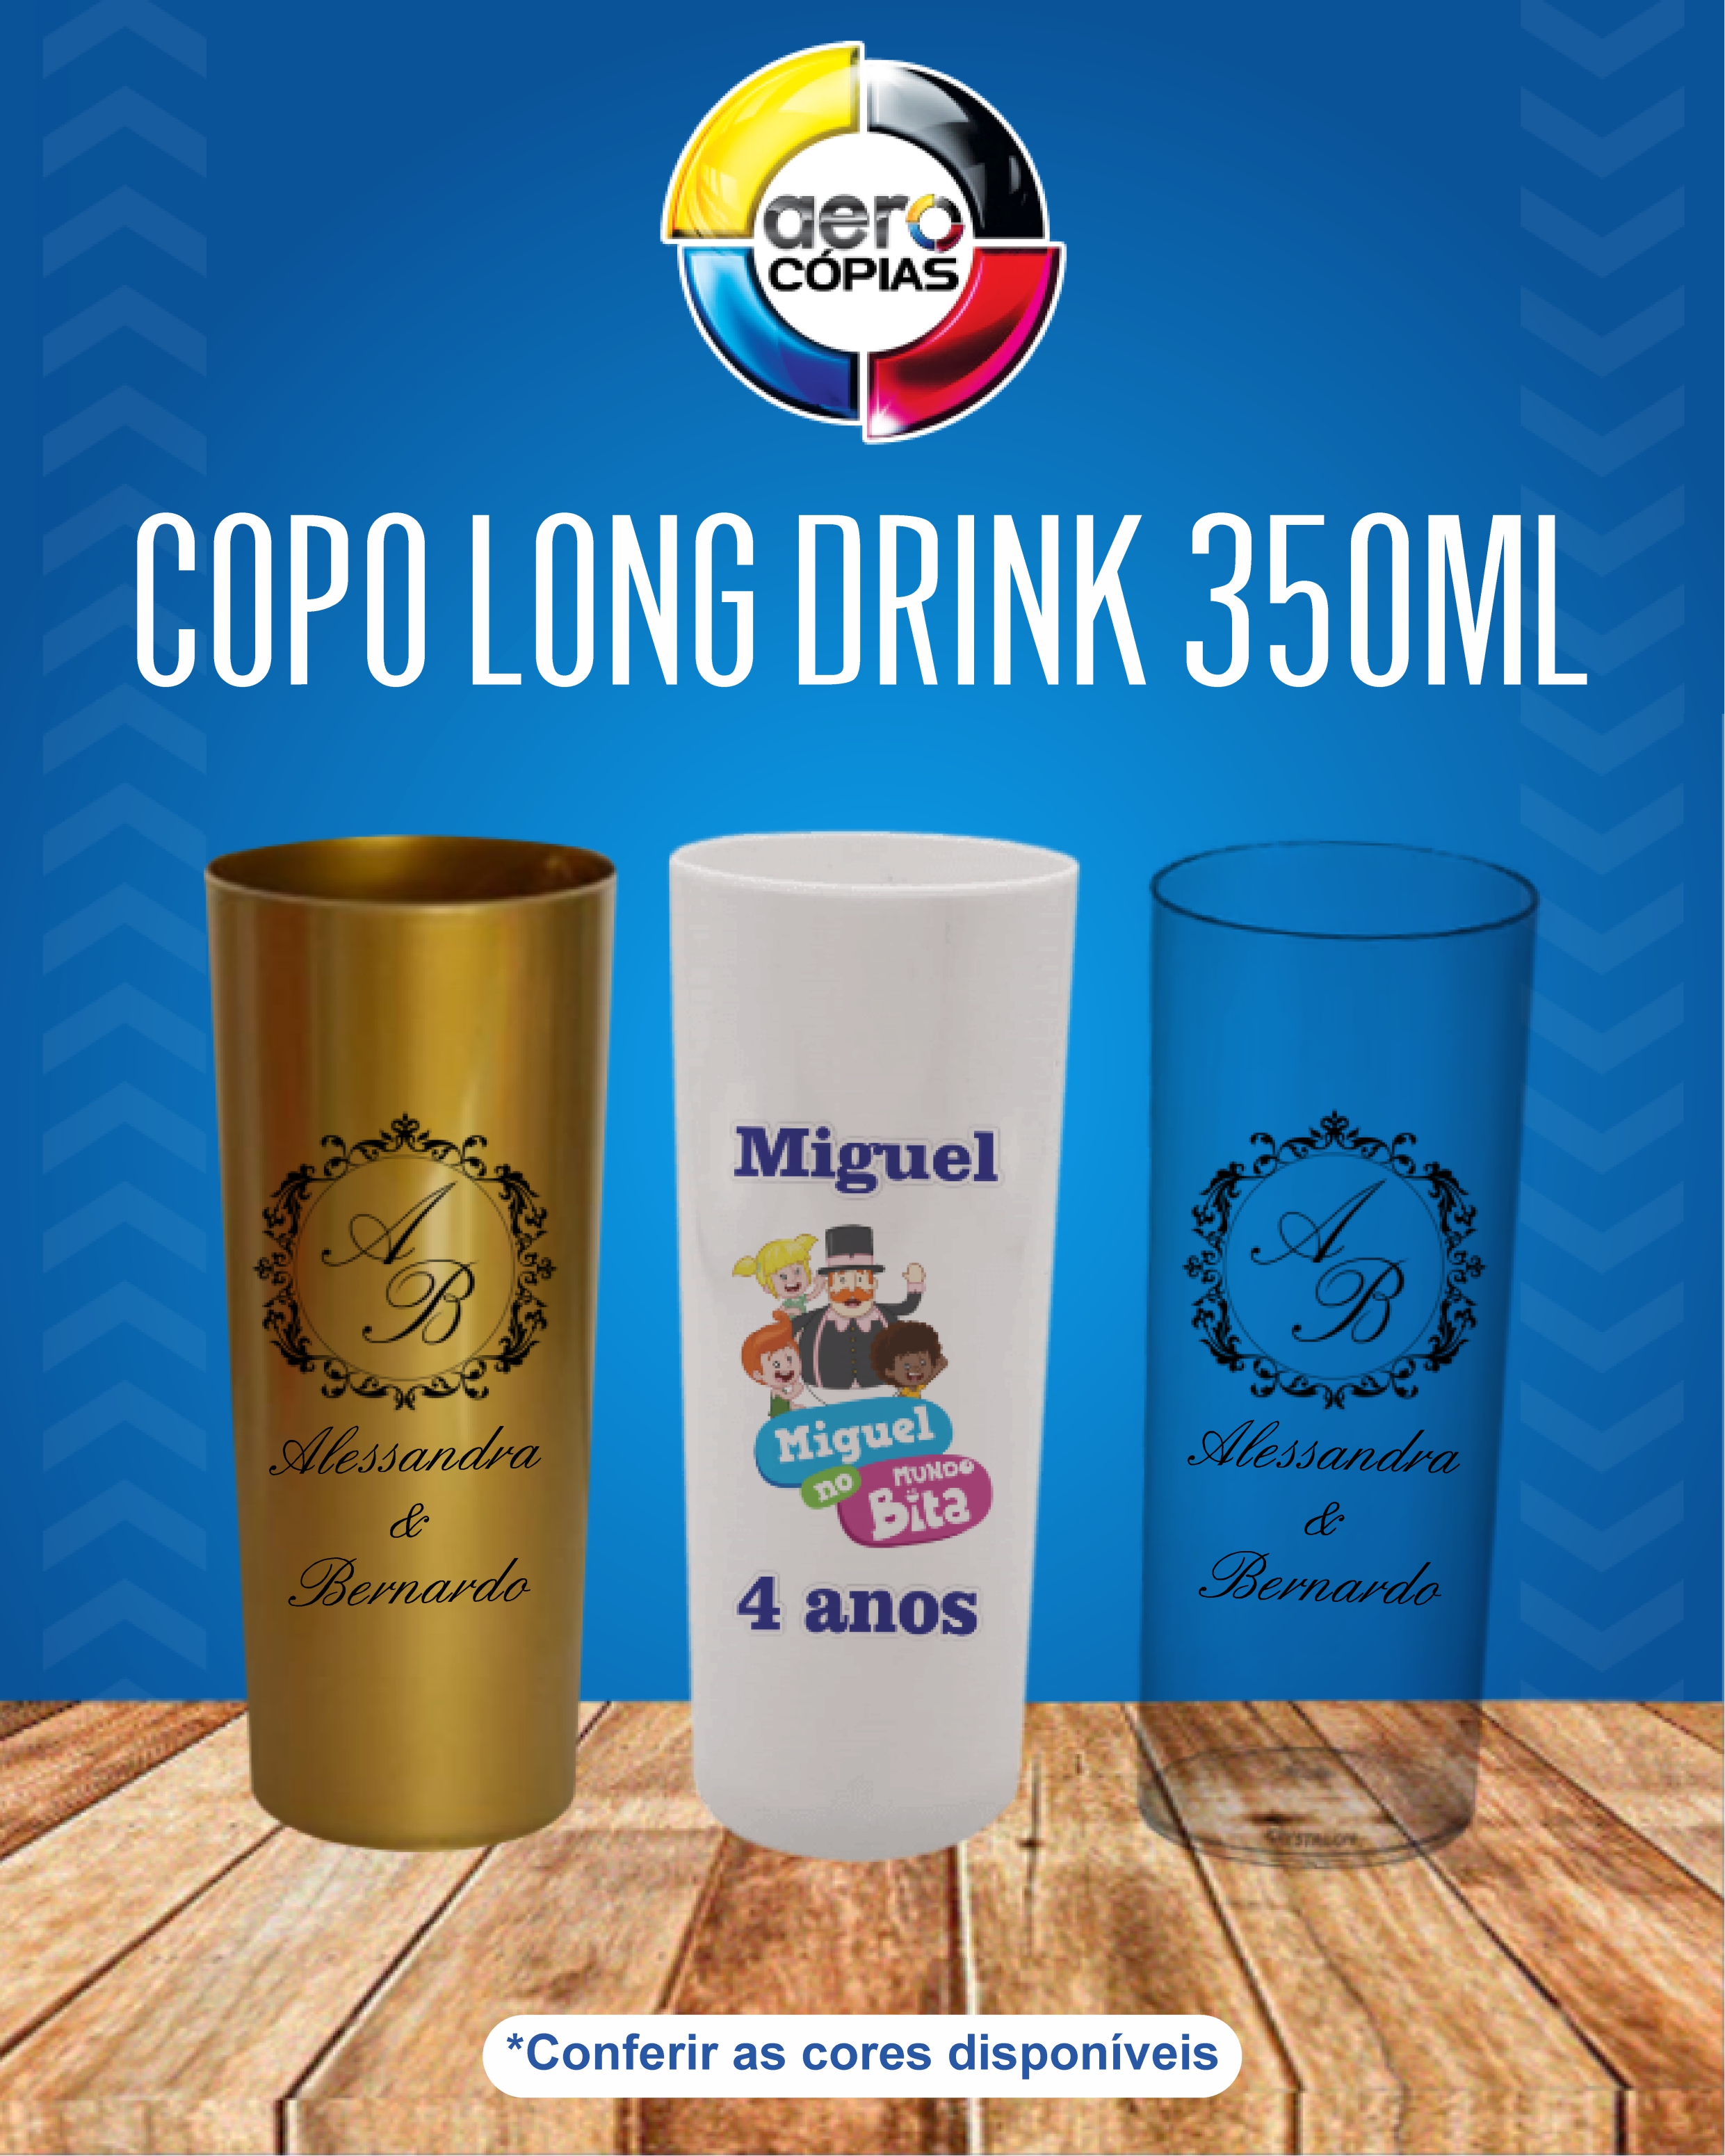 aero
CÓPIAS
COPO LONG DRINK 350ML
A
B
Alessandra
&
Bernardo
Miguel
Miguel
no
MUNDO
Bita
4 anos
A
B
Alessandra
&
Bernardo
*Conferir as cores disponíveis